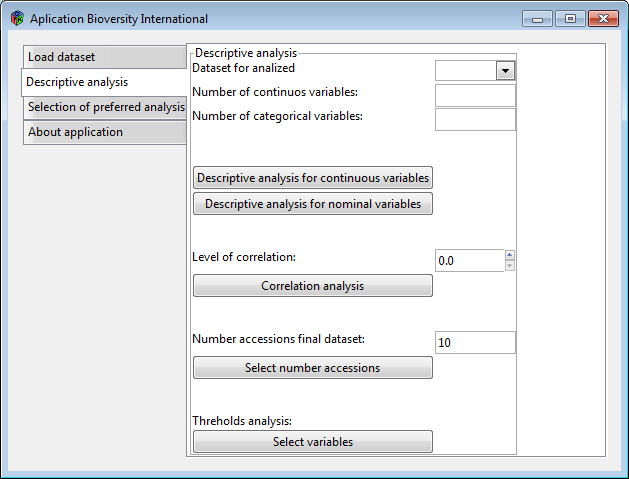 Aplication Bioversity International
Load dataset
Descriptive analysis
Selection of preferred analysis
About application
Descriptive analysis
Dataset for analized
Number of continuos variables:
Number of categorical variables:
Descriptive analysis for continuous variables
Descriptive analysis for nominal variables
Level of correlation:
0.0
Correlation analysis
Number accessions final dataset:
10
Select number accessions
Threholds analysis:
Select variables